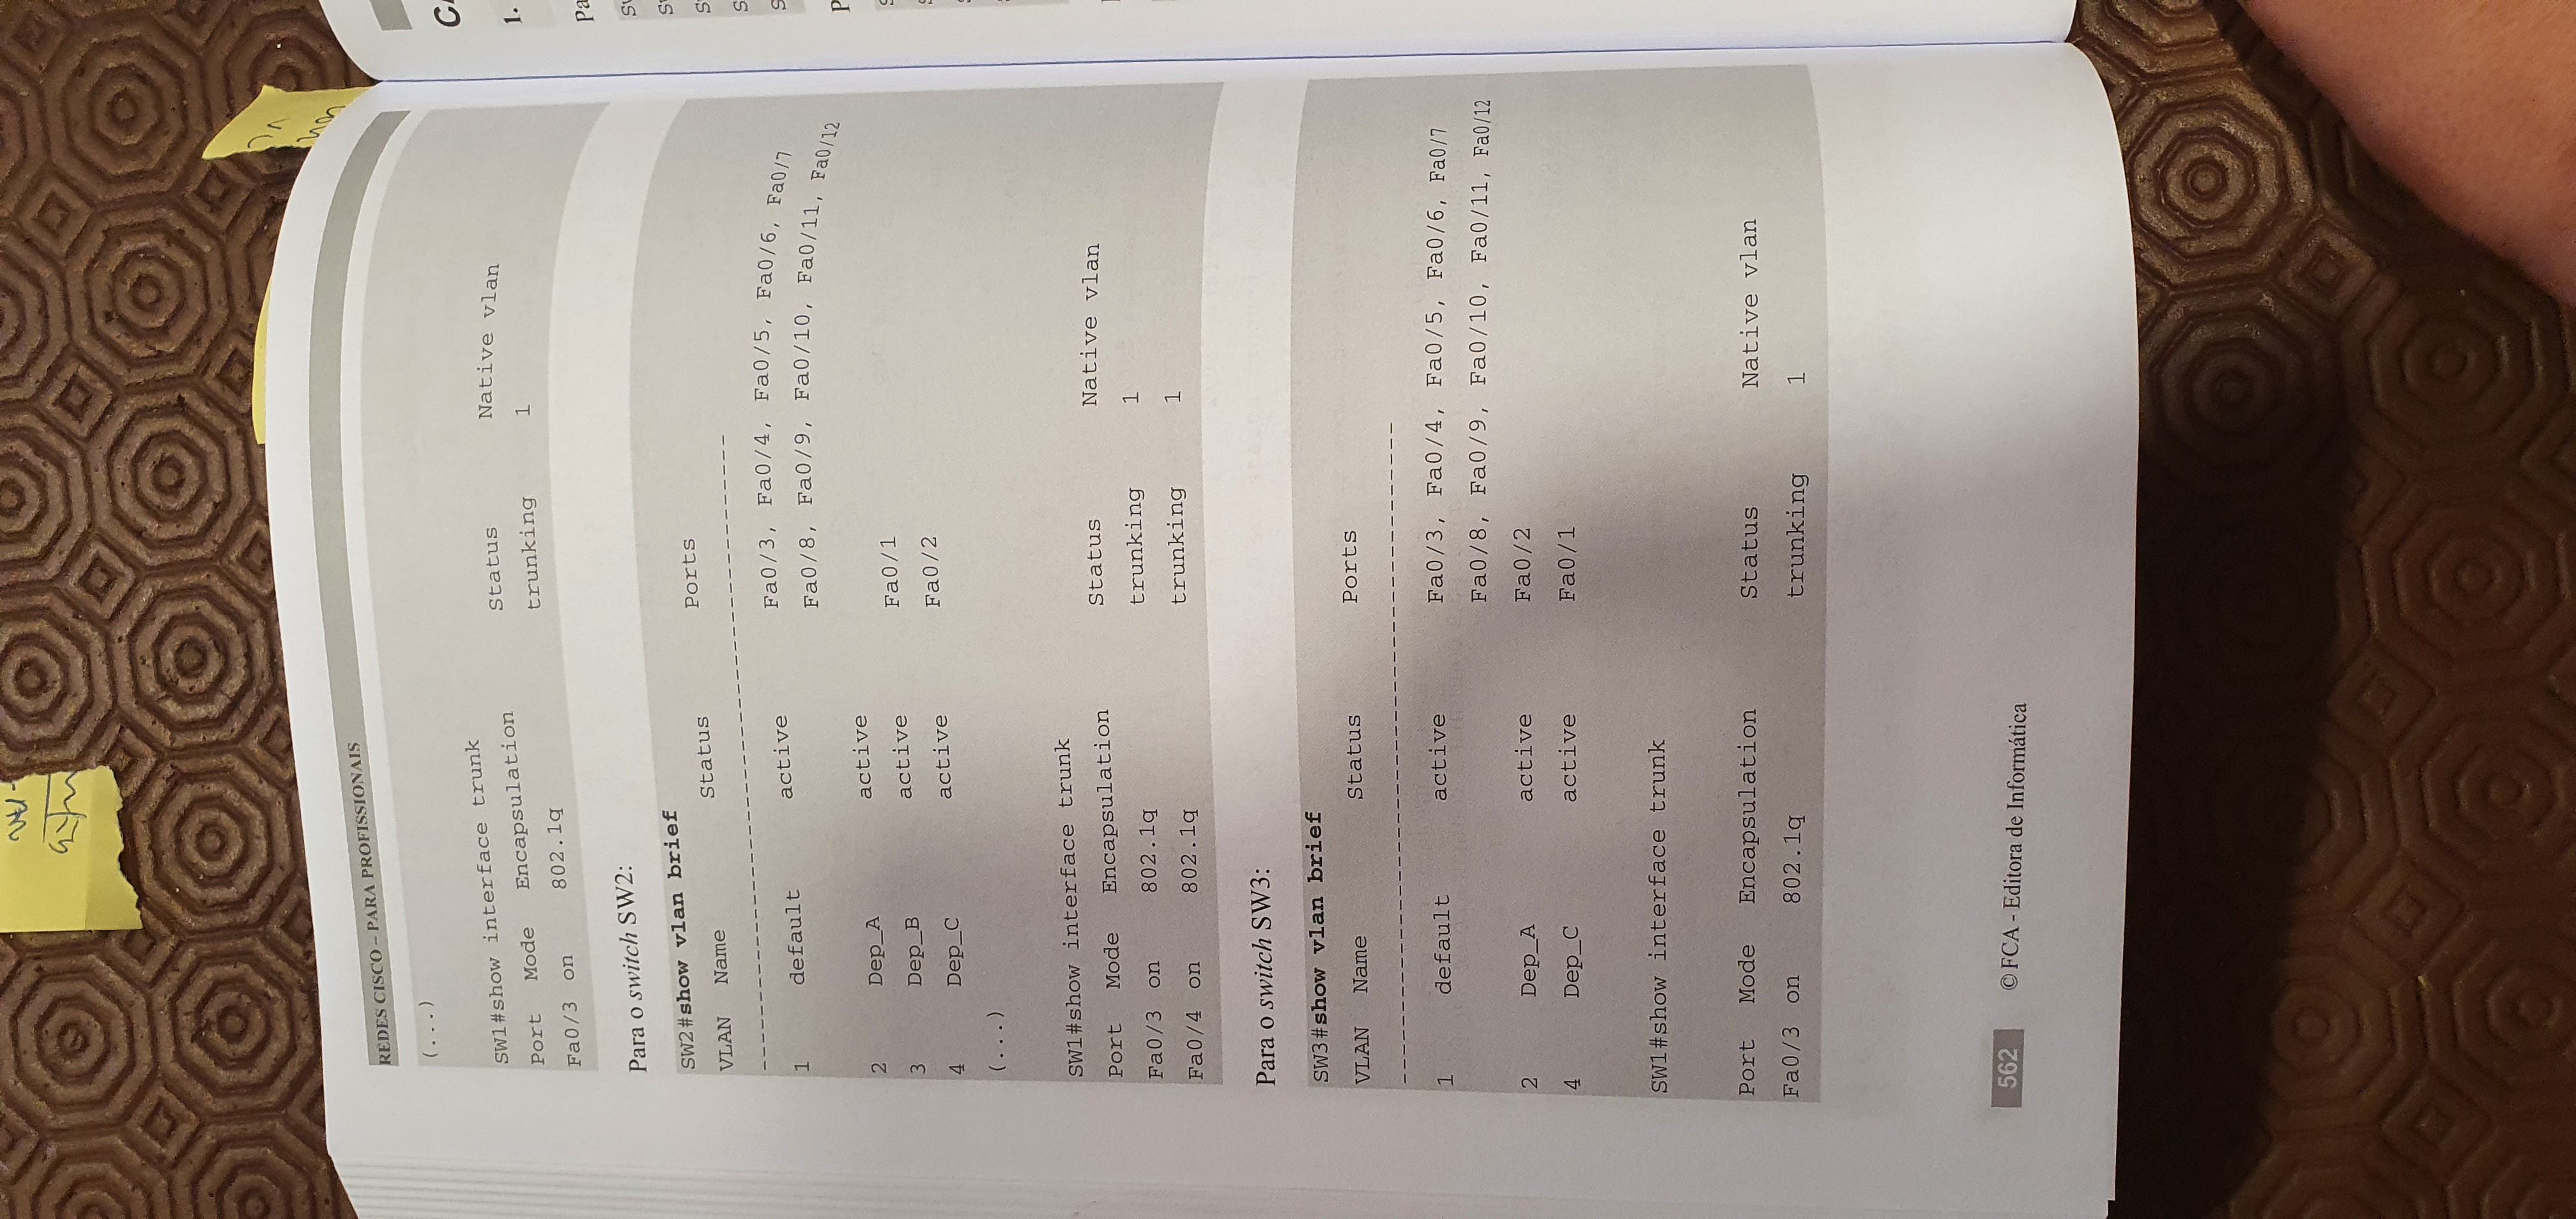 REDES CISCO – PARA PROFISSIONAIS
(...)
SW1#show interface trunk
Port Mode Encapsulation Status Native vlan
Fa0/3 on 802.1q trunking 1
Para o switch SW2:
SW2#show vlan brief
VLAN Name Status Ports
------------------------------------------------
1 default active Fa0/3, Fa0/4, Fa0/5, Fa0/6, Fa0/7
Fa0/8, Fa0/9, Fa0/10, Fa0/11, Fa0/12
2 Dep_A active
3 Dep_B active Fa0/1
4 Dep_C active Fa0/2
(...)
SW1#show interface trunk
Port Mode Encapsulation Status Native vlan
Fa0/3 on 802.1q trunking 1
Fa0/4 on 802.1q trunking 1
Para o switch SW3:
SW3#show vlan brief
VLAN Name Status Ports
------------------------------------------------
1 default active Fa0/3, Fa0/4, Fa0/5, Fa0/6, Fa0/7
Fa0/8, Fa0/9, Fa0/10, Fa0/11, Fa0/12
2 Dep_A active Fa0/2
4 Dep_C active Fa0/1
SW1#show interface trunk
Port Mode Encapsulation Status Native vlan
Fa0/3 on 802.1q trunking 1
562 © FCA - Editora de Informática
1.